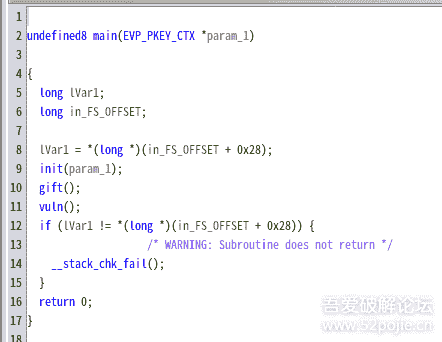 1
2 undefined8 main(EVP_PKEY_CTX *param_1)
3
4 {
5 long lVar1;
6 long in_FS_OFFSET;
7
8 lVar1 = *(long *)(in_FS_OFFSET + 0x28);
9 init(param_1);
10 gift();
11 vuln();
12 if (lVar1 != *(long *)(in_FS_OFFSET + 0x28)) {
13 /* WARNING: Subroutine does not return */
14 __stack_chk_fail();
15 }
16 return 0;
17 }
18
吾爱破解论坛
www.52pojie.cn